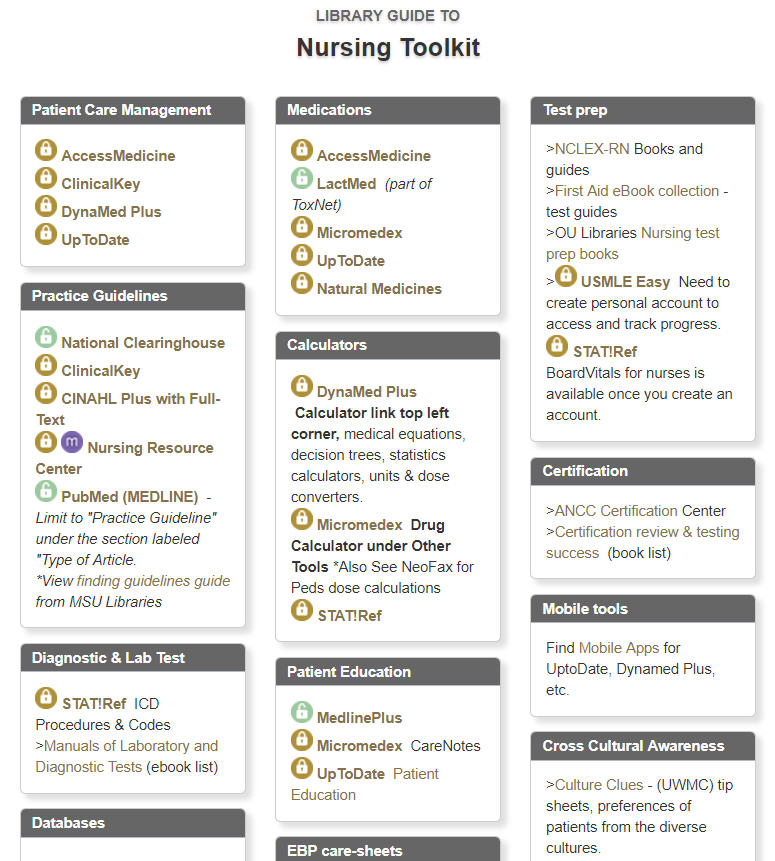 LIBRARY GUIDE TO
Nursing Toolkit
Patient Care Management
AccessMedicine
ClinicalKey
DynaMed Plus
UpToDate
Practice Guidelines
National Clearinghouse
ClinicalKey
CINAHL Plus with Full-
Text
m Nursing Resource
Center
PubMed (MEDLINE) -
Limit to "Practice Guideline"
under the section labeled
"Type of Article.
*View finding guidelines guide
from MSU Libraries
Diagnostic & Lab Test
STAT!Ref ICD
Procedures & Codes
>Manuals of Laboratory and
Diagnostic Tests (ebook list)
Databases
Medications
AccessMedicine
LactMed (part of
ToxNet)
Micromedex
UpToDate
Natural Medicines
Calculators
DynaMed Plus
Calculator link top left
corner, medical equations,
decision trees, statistics
calculators, units & dose
converters.
Micromedex Drug
Calculator under Other
Tools *Also See NeoFax for
Peds dose calculations
STAT!Ref
Patient Education
MedlinePlus
Micromedex CareNotes
UpToDate Patient
Education
EBP care-sheets
Test prep
>NCLEX-RN Books and
guides
>First Aid eBook collection -
test guides
>OU Libraries Nursing test
prep books
> USMLE Easy Need to
create personal account to
access and track progress.
STAT!Ref
BoardVitals for nurses is
available once you create an
account.
Certification
>ANCC Certification Center
>Certification review & testing
success (book list)
Mobile tools
Find Mobile Apps for
UptoDate, Dynamed Plus,
etc.
Cross Cultural Awareness
>Culture Clues - (UWMC) tip
sheets, preferences of
patients from the diverse
cultures.